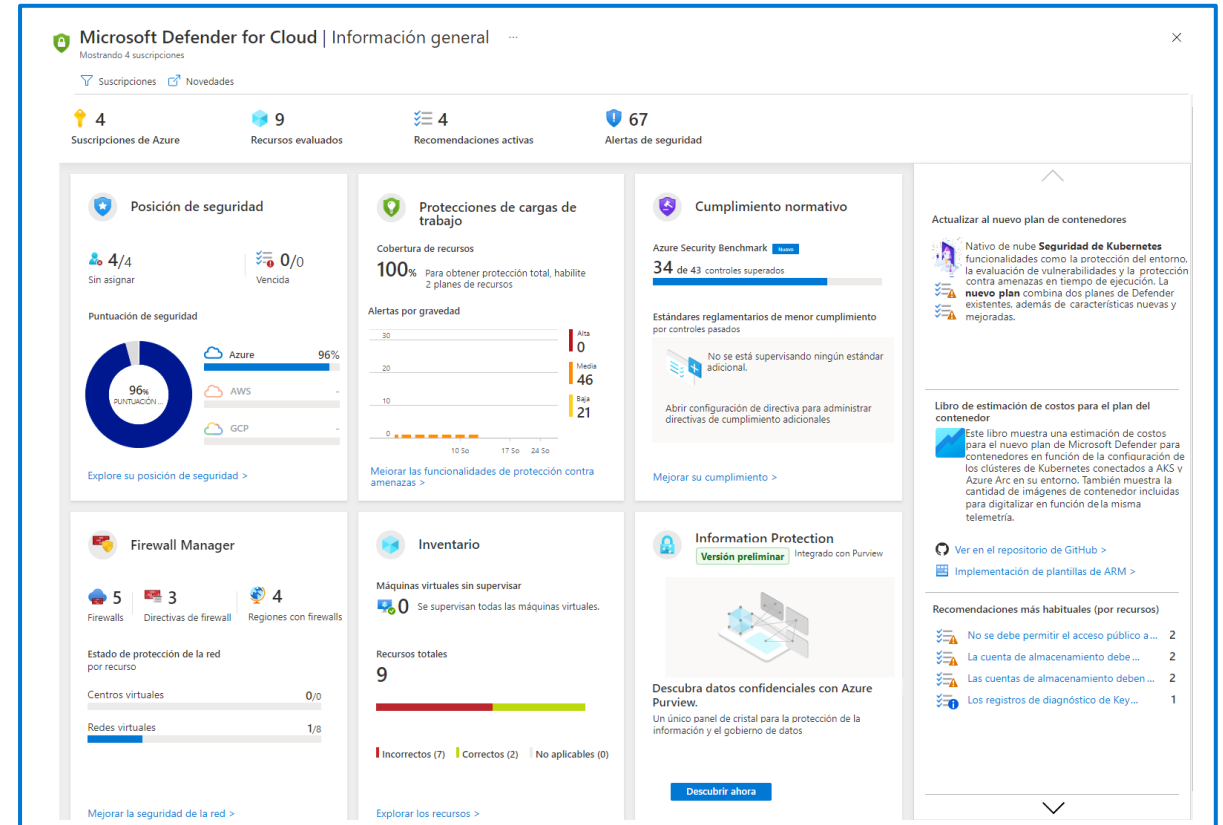 Microsoft Defender for Cloud | Información general ...
Mostrando 4 suscripciones
Suscripciones Novedades
4
Suscripciones de Azure
9
Recursos evaluados
4
Recomendaciones activas
67
Alertas de seguridad
Posición de seguridad
4/4
Sin asignar
0/0
Vencida
Puntuación de seguridad
96%
PUNTUACIÓN ...
Azure 96%
AWS -
GCP -
Explore su posición de seguridad >
Protecciones de cargas de
trabajo
Cobertura de recursos
100% Para obtener protección total, habilite
2 planes de recursos
Alertas por gravedad
30
20
10
0
10 So 17 So 24 So
Alta
0
Media
46
Baja
21
Mejorar las funcionalidades de protección contra
amenazas >
Cumplimiento normativo
Azure Security Benchmark Nuevo
34 de 43 controles superados
Estándares reglamentarios de menor cumplimiento
por controles pasados
No se está supervisando ningún estándar
adicional.
Abrir configuración de directiva para administrar
directivas de cumplimiento adicionales
Mejorar su cumplimiento >
Firewall Manager
5
Firewalls
3
Directivas de firewall
4
Regiones con firewalls
Estado de protección de la red
por recurso
Centros virtuales 0/0
Redes virtuales 1/8
Mejorar la seguridad de la red >
Inventario
Máquinas virtuales sin supervisar
0 Se supervisan todas las máquinas virtuales.
Recursos totales
9
Incorrectos (7) Correctos (2) No aplicables (0)
Explorar los recursos >
Information Protection
Versión preliminar Integrado con Purview
Descubra datos confidenciales con Azure
Purview.
Un único panel de cristal para la protección de la
información y el gobierno de datos
Descubrir ahora
Actualizar al nuevo plan de contenedores
Nativo de nube Seguridad de Kubernetes
funcionalidades como la protección del entorno,
la evaluación de vulnerabilidades y la protección
contra amenazas en tiempo de ejecución. La
nuevo plan combina dos planes de Defender
existentes, además de características nuevas y
mejoradas.
Libro de estimación de costos para el plan del
contenedor
Este libro muestra una estimación de costos
para el nuevo plan de Microsoft Defender para
contenedores en función de la configuración de
los clústeres de Kubernetes conectados a AKS y
Azure Arc en su entorno. También muestra la
cantidad de imágenes de contenedor incluidas
para digitalizar en función de la misma
telemetría.
Ver en el repositorio de GitHub >
Implementación de plantillas de ARM >
Recomendaciones más habituales (por recursos)
No se debe permitir el acceso público a... 2
La cuenta de almacenamiento debe ... 2
Las cuentas de almacenamiento deben ... 2
Los registros de diagnóstico de Key... 1